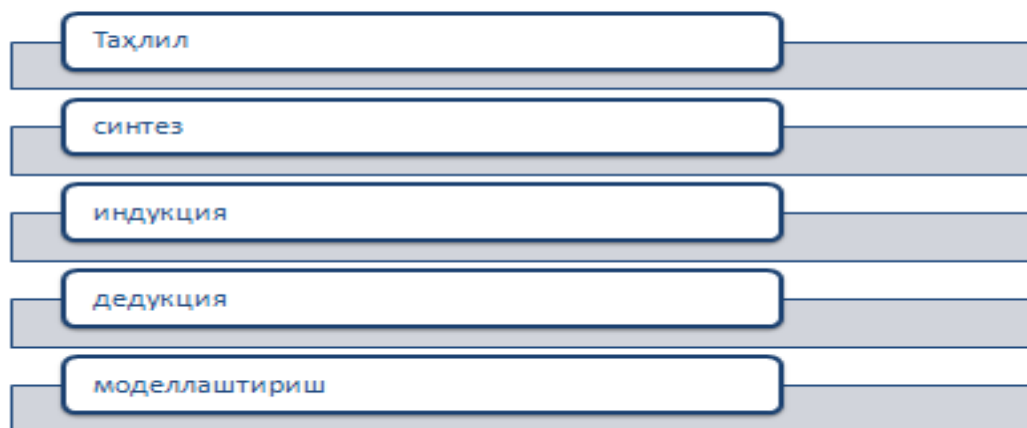 Таҳлил
синтез
индукция
дедукция
моделлаштириш